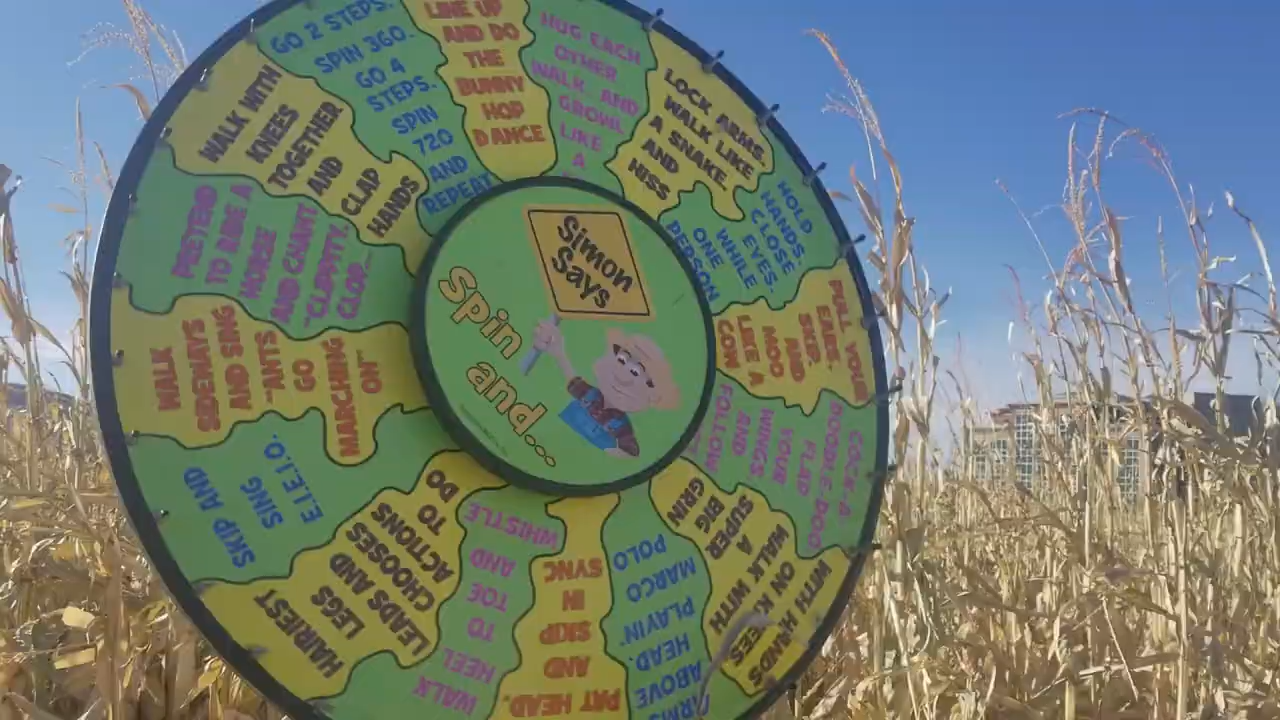 Simon
Says
Spin
and...
LINE UP
AND DO
THE
BUNNY
HOP
DANCE
HUG EACH
OTHER
WALK AND
GROWL
LIKE
A
LOCK ARMS.
WALK LIKE
A SNAKE.
AND
HISS
HOLD
HANDS.
CLOSE
EYES
WHILE
ONE
PERSON
PULL YOUR
EAR.
SKIP.
AND
MOO
LIKE A
COW
COCK-A-
DOODLE DOO
FLAP
YOUR
WINGS
AND
FOLLOW
WITH HANDS
ON KNEES
WALK WITH
A
SUPER
BIG
GRIN
ARMS
ABOVE
HEAD.
PLAYIN'
MARCO
POLO
PAT HEAD.
AND
SKIP
IN
SYNC
WALK
HEEL
TO
TOE
AND
WHISTLE
HAIRIEST
LEGS
LEADS AND
CHOOSES
ACTIONS
TO
DO
SKIP AND
SING
E.I.E.I.O.
WALK
SIDEWAYS
AND SING
"ANTS
GO
MARCHING
ON"
PRETEND
TO RIDE A
HORSE
AND CHANT
"CLIPPITY.
CLOP...
WALK WITH
KNEES
TOGETHER
AND
CLAP
HANDS
GO 2 STEPS.
SPIN 360.
GO 4
STEPS.
SPIN
720
AND
REPEAT